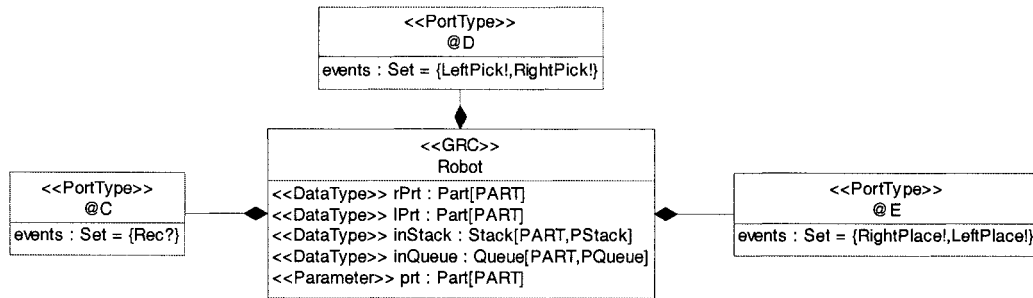 <<PortType>>
@D
events : Set = {LeftPick!,RightPick!}
<<GRC>>
Robot
<<DataType>> rPrt : Part[PART]
<<DataType>> lPrt : Part[PART]
<<DataType>> inStack : Stack[PART,PStack]
<<DataType>> inQueue : Queue[PART,PQueue]
<<Parameter>> prt : Part[PART]
<<PortType>>
@C
events : Set = {Rec?}
<<PortType>>
@E
events : Set = {RightPlace!,LeftPlace!}